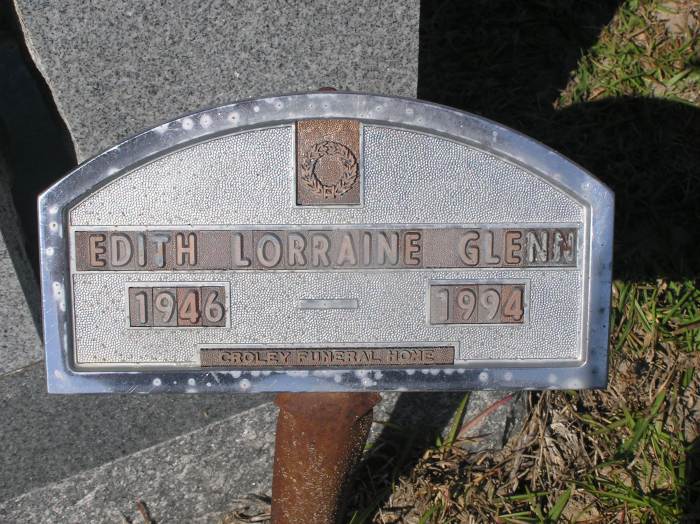 EDITH LORRAINE GLENN
1946 — 1994
CROLEY FUNERAL HOME